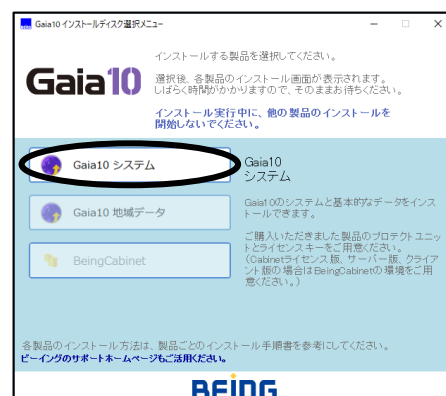 Gaia10 インストールディスク選択メニュー
インストールする製品を選択してください。
Gaia10
選択後、各製品のインストール画面が表示されます。
しばらく時間がかかりますので、そのままお待ちください。
インストール実行中に、他の製品のインストールを
開始しないでください。
Gaia10 システム
Gaia10
システム
Gaia10 地域データ
Gaia10のシステムと基本的なデータをインス
トールできます。
BeingCabinet
ご購入いただきました製品のプロテクトユニッ
トとライセンスキーをご用意ください。
(Cabinetライセンス版、サーバー版、クライア
ント版の場合はBeingCabinetの環境をご用
意ください。)
各製品のインストール方法は、製品ごとのインストール手順書を参考にしてください。
ビーイングのサポートホームページもご活用ください。
BEING